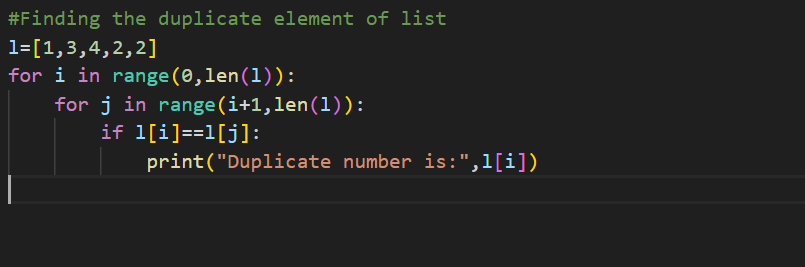 #Finding the duplicate element of list
l=[1,3,4,2,2]
for i in range(0,len(l)):
    for j in range(i+1,len(l)):
        if l[i]==l[j]:
            print("Duplicate number is:",l[i])